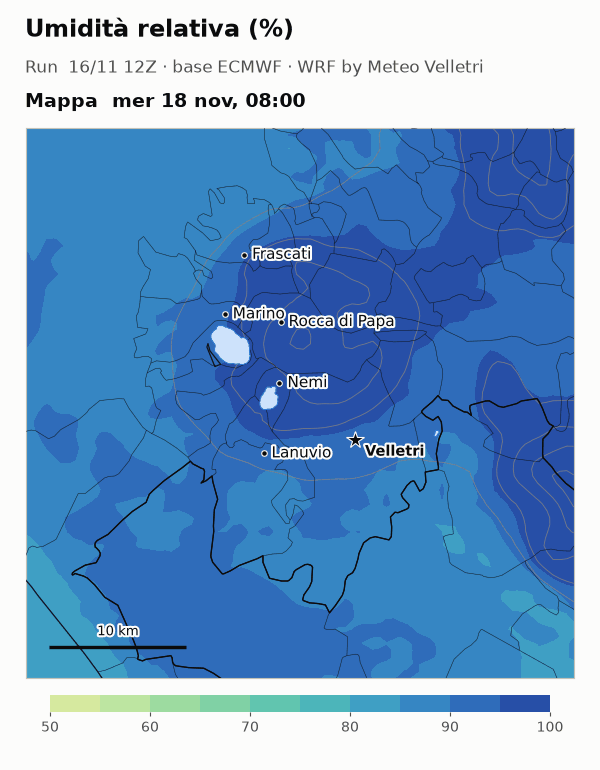 Umidità relativa (%)
Run  16/11 12Z · base ECMWF · WRF by Meteo Velletri
Mappa  mer 18 nov, 08:00
Frascati
Marino
Rocca di Papa
Nemi
Velletri
Lanuvio
10 km
50 60 70 80 90 100